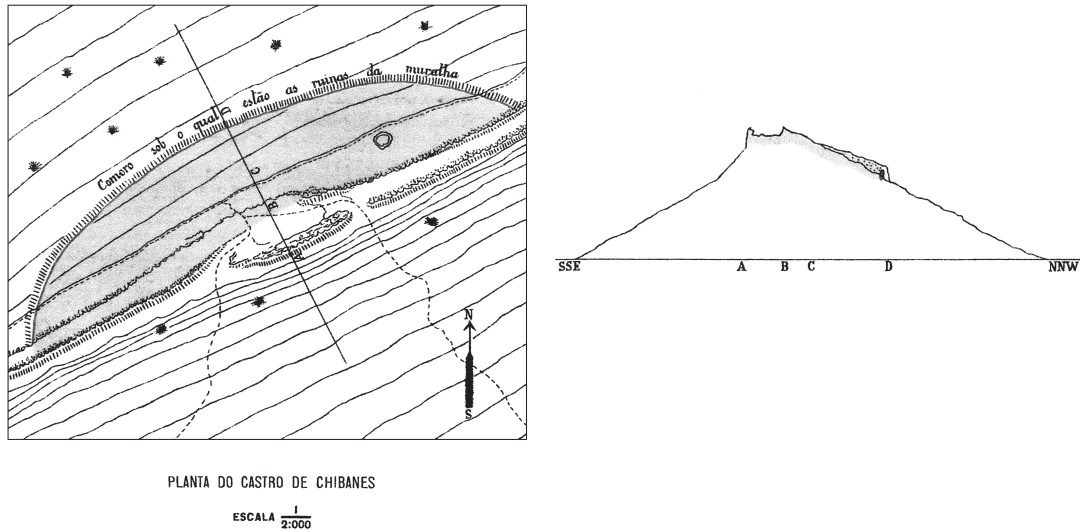 Comoro sob o qual estão as ruinas da muralha
D
C
B
A
N
S
SSE A B C D NNW
PLANTA DO CASTRO DE CHIBANES
ESCALA 1/2:000